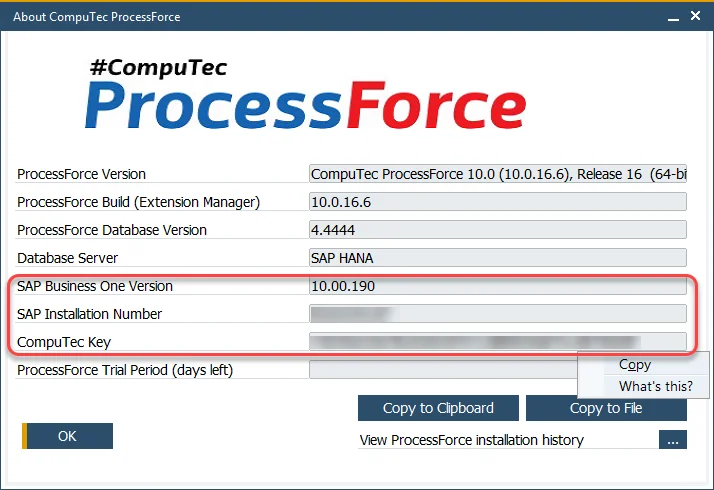 About CompuTec ProcessForce
#CompuTec
ProcessForce
ProcessForce Version CompuTec ProcessForce 10.0 (10.0.16.6), Release 16 (64-bi
ProcessForce Build (Extension Manager) 10.0.16.6
ProcessForce Database Version 4.4444
Database Server SAP HANA
SAP Business One Version 10.00.190
SAP Installation Number
CompuTec Key
ProcessForce Trial Period (days left)
Copy
What's this?
Copy to Clipboard Copy to File
OK
View ProcessForce installation history ...